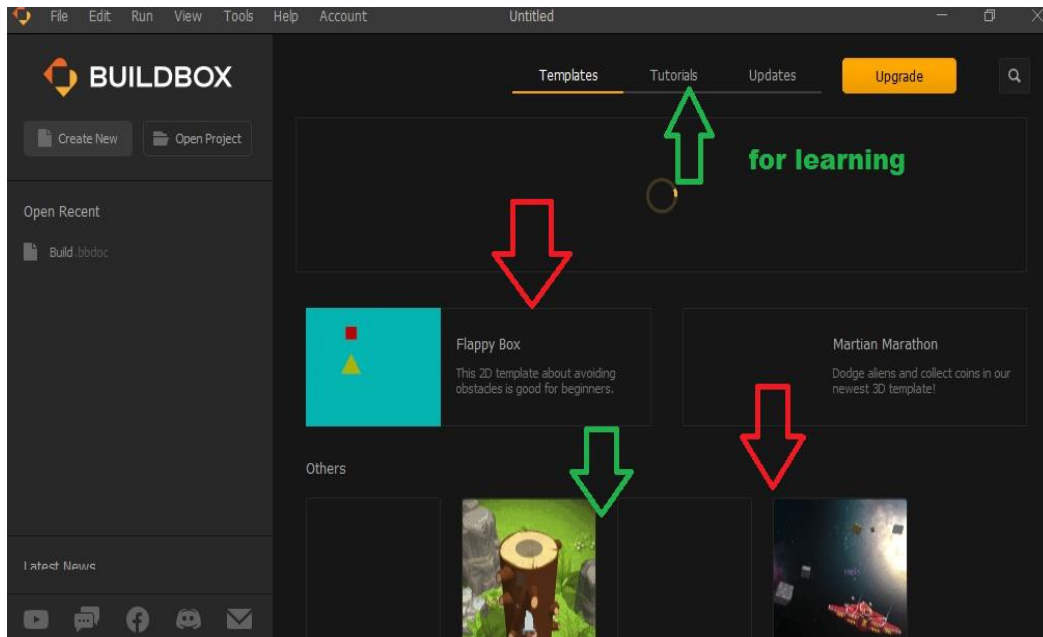 File Edit Run View Tools Help Account
Untitled
BUILDBOX
Create New
Open Project
Open Recent
Build.bbdoc
Latest News
Templates
Tutorials
Updates
Upgrade
for learning
Flappy Box
This 2D template about avoiding
obstacles is good for beginners.
Martian Marathon
Dodge aliens and collect coins in our
newest 3D template!
Others